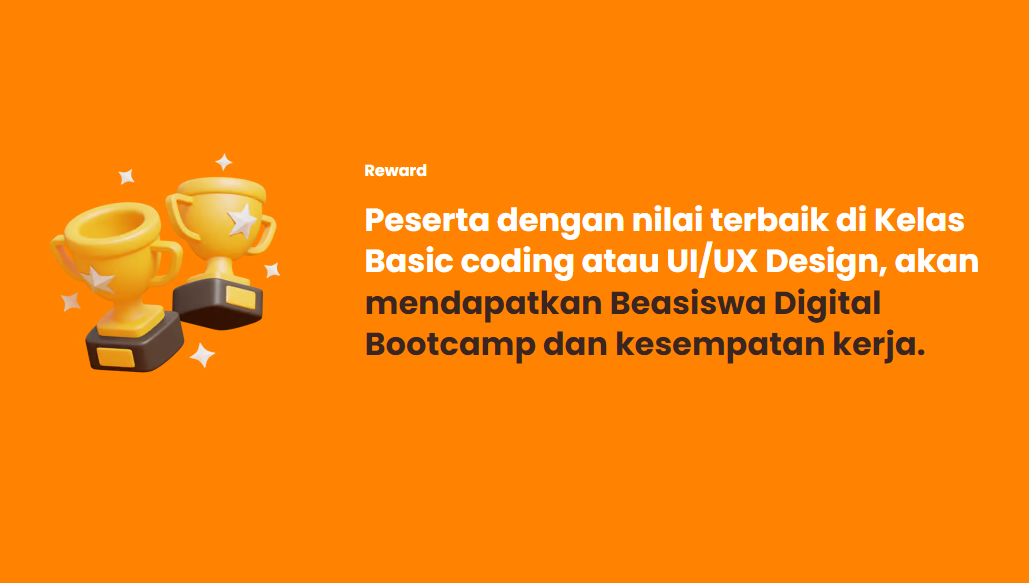 Reward
Peserta dengan nilai terbaik di Kelas
Basic coding atau UI/UX Design, akan
mendapatkan Beasiswa Digital
Bootcamp dan kesempatan kerja.